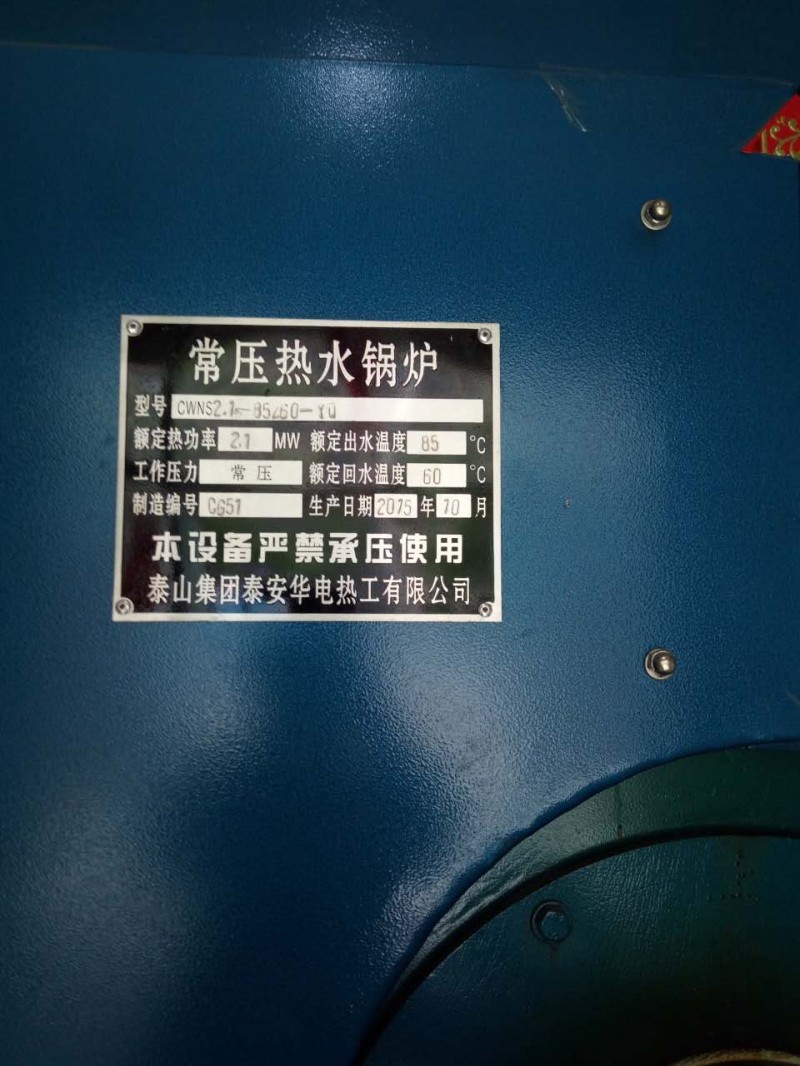 常压热水锅炉
型号 CWNS2.1-85/60-YQ
额定热功率 2.1 MW 额定出水温度 85 °C
工作压力 常压 额定回水温度 60 °C
制造编号 CG51 生产日期 2015 年 10 月
本设备严禁承压使用
泰山集团泰安华电热工有限公司